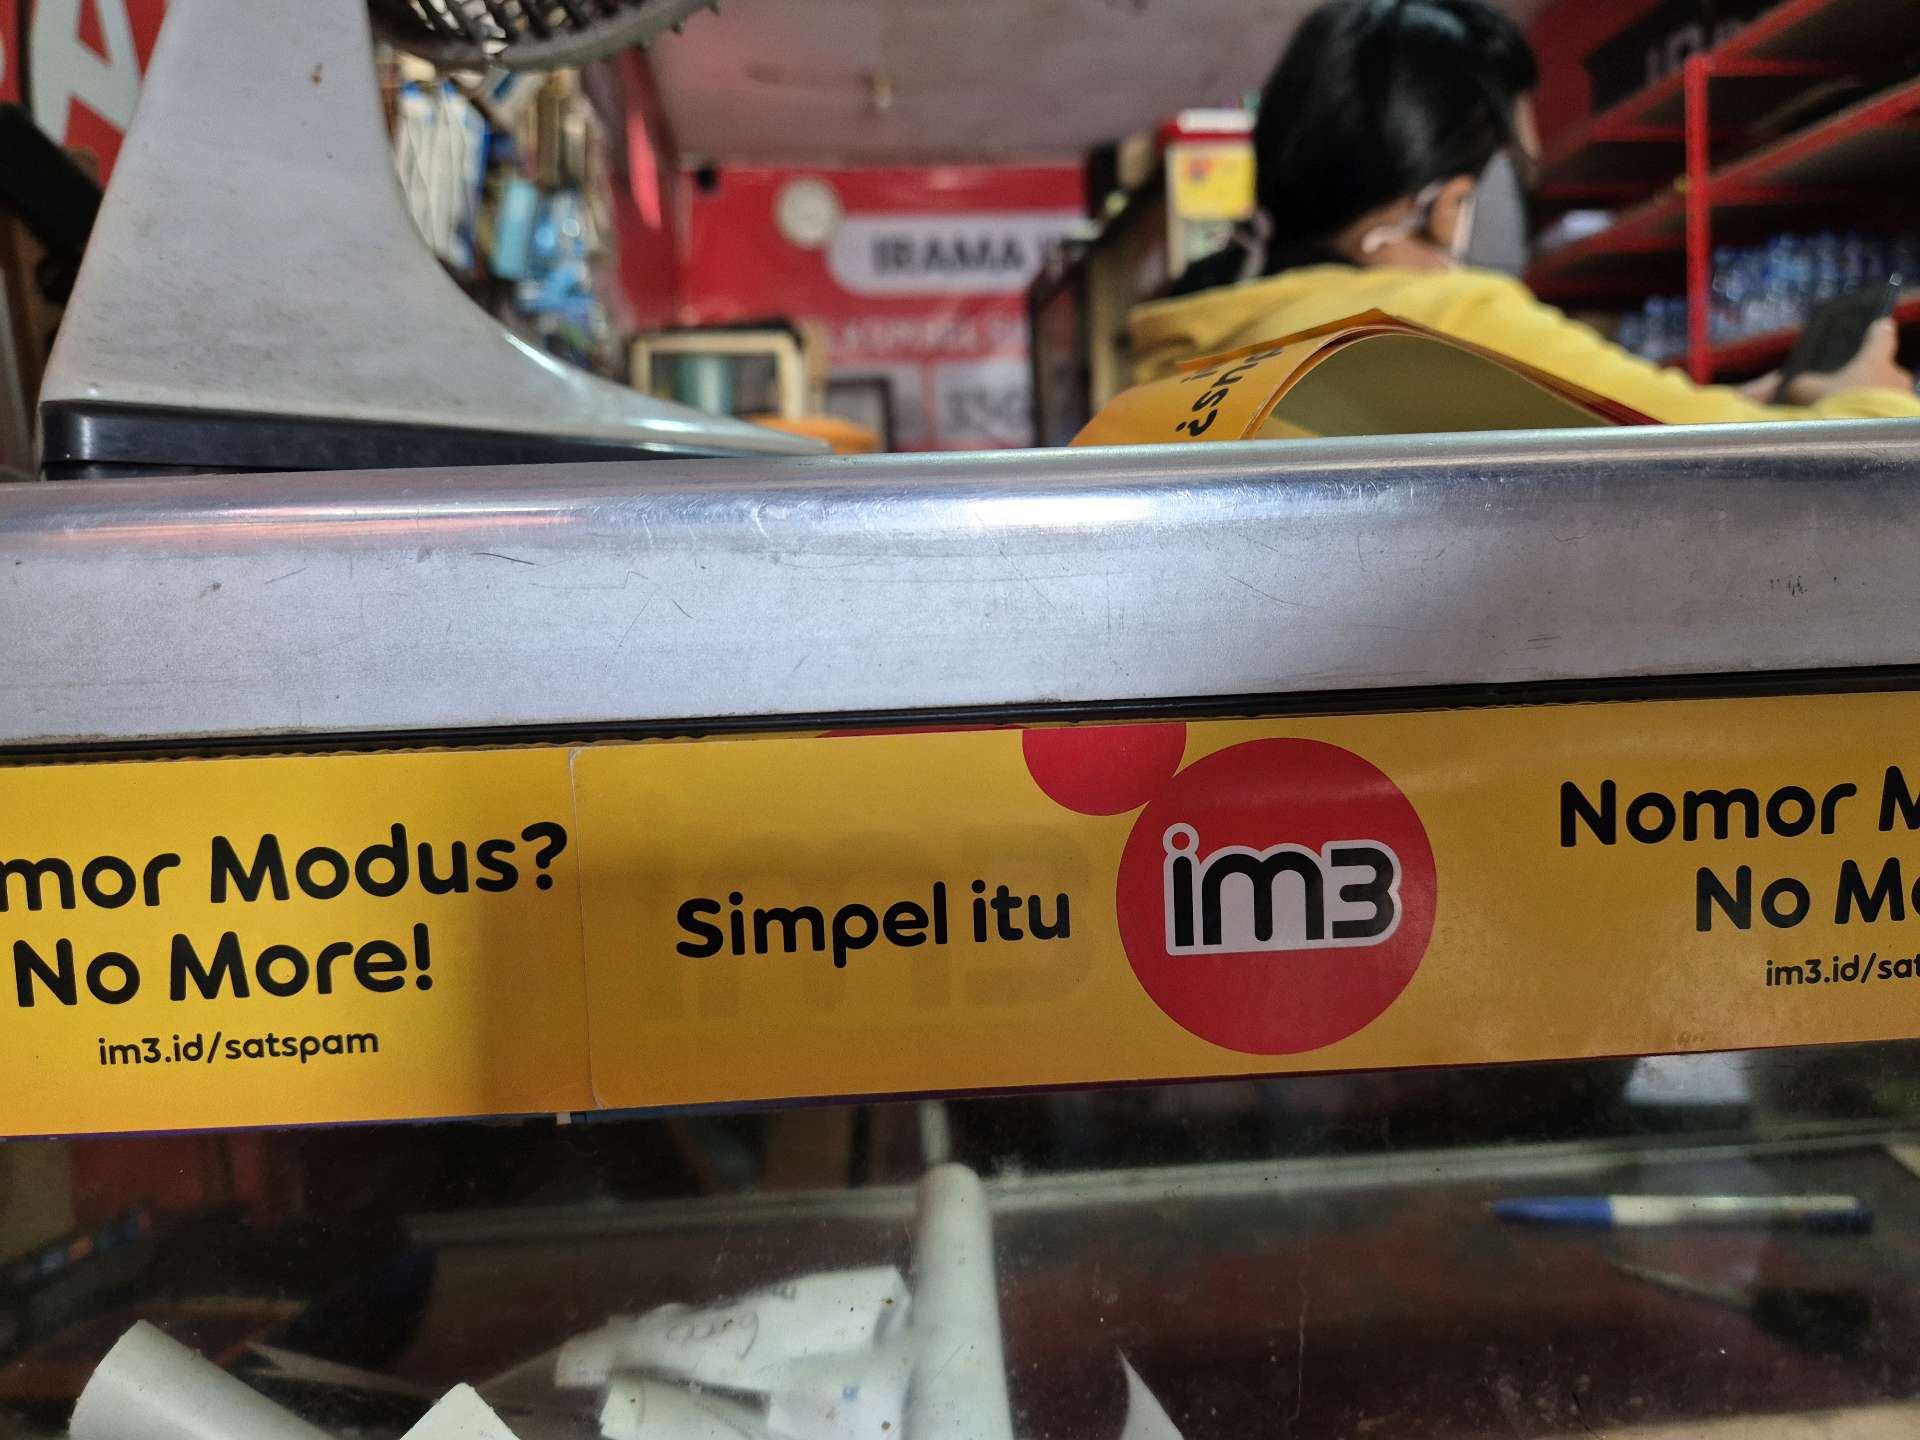 IRAMA
mor Modus?
No More!
im3.id/satspam
Simpel itu
im3
Nomor M
No Mo
im3.id/sat